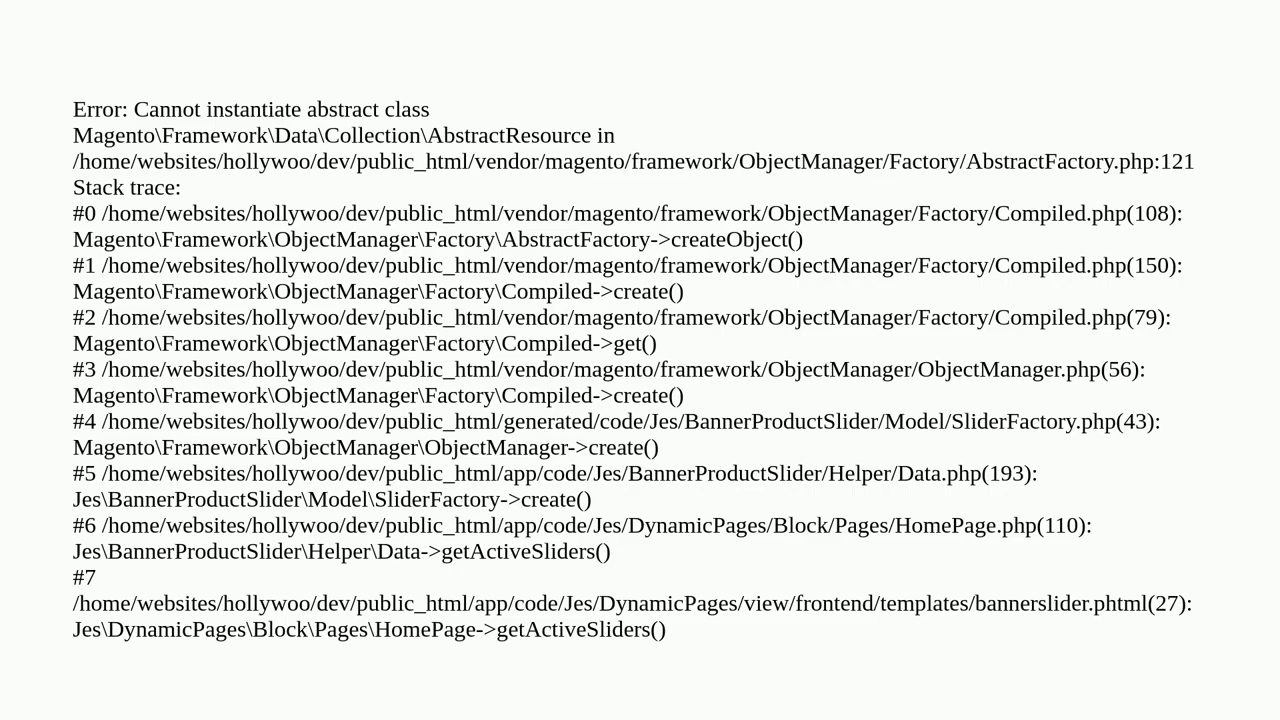 Error: Cannot instantiate abstract class
Magento\Framework\Data\Collection\AbstractResource in
/home/websites/hollywoo/dev/public_html/vendor/magento/framework/ObjectManager/Factory/AbstractFactory.php:121
Stack trace:
#0 /home/websites/hollywoo/dev/public_html/vendor/magento/framework/ObjectManager/Factory/Compiled.php(108):
Magento\Framework\ObjectManager\Factory\AbstractFactory->createObject()
#1 /home/websites/hollywoo/dev/public_html/vendor/magento/framework/ObjectManager/Factory/Compiled.php(150):
Magento\Framework\ObjectManager\Factory\Compiled->create()
#2 /home/websites/hollywoo/dev/public_html/vendor/magento/framework/ObjectManager/Factory/Compiled.php(79):
Magento\Framework\ObjectManager\Factory\Compiled->get()
#3 /home/websites/hollywoo/dev/public_html/vendor/magento/framework/ObjectManager/ObjectManager.php(56):
Magento\Framework\ObjectManager\Factory\Compiled->create()
#4 /home/websites/hollywoo/dev/public_html/generated/code/Jes/BannerProductSlider/Model/SliderFactory.php(43):
Magento\Framework\ObjectManager\ObjectManager->create()
#5 /home/websites/hollywoo/dev/public_html/app/code/Jes/BannerProductSlider/Helper/Data.php(193):
Jes\BannerProductSlider\Model\SliderFactory->create()
#6 /home/websites/hollywoo/dev/public_html/app/code/Jes/DynamicPages/Block/Pages/HomePage.php(110):
Jes\BannerProductSlider\Helper\Data->getActiveSliders()
#7
/home/websites/hollywoo/dev/public_html/app/code/Jes/DynamicPages/view/frontend/templates/bannerslider.phtml(27):
Jes\DynamicPages\Block\Pages\HomePage->getActiveSliders()